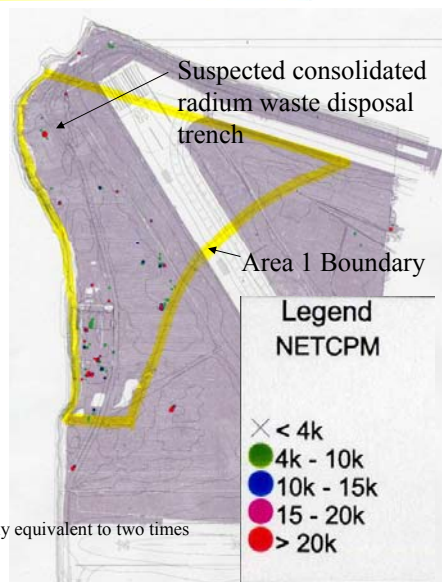 Suspected consolidated
radium waste disposal
trench
Area 1 Boundary
Legend
NETCPM
< 4k
4k - 10k
10k - 15k
15 - 20k
> 20k
y equivalent to two times